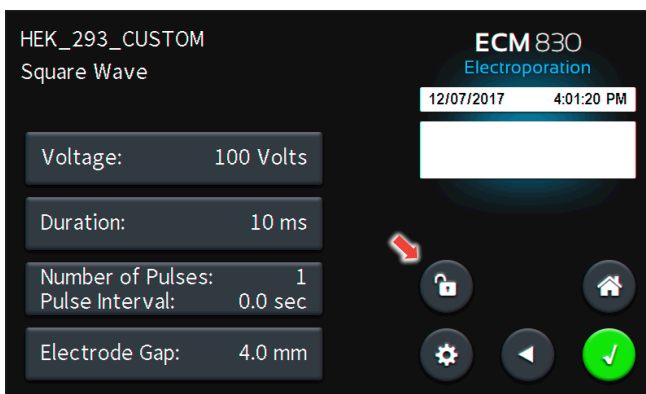 HEK_293_CUSTOM
Square Wave
ECM 830
Electroporation
12/07/2017 4:01:20 PM
Voltage: 100 Volts
Duration: 10 ms
Number of Pulses: 1
Pulse Interval: 0.0 sec
Electrode Gap: 4.0 mm